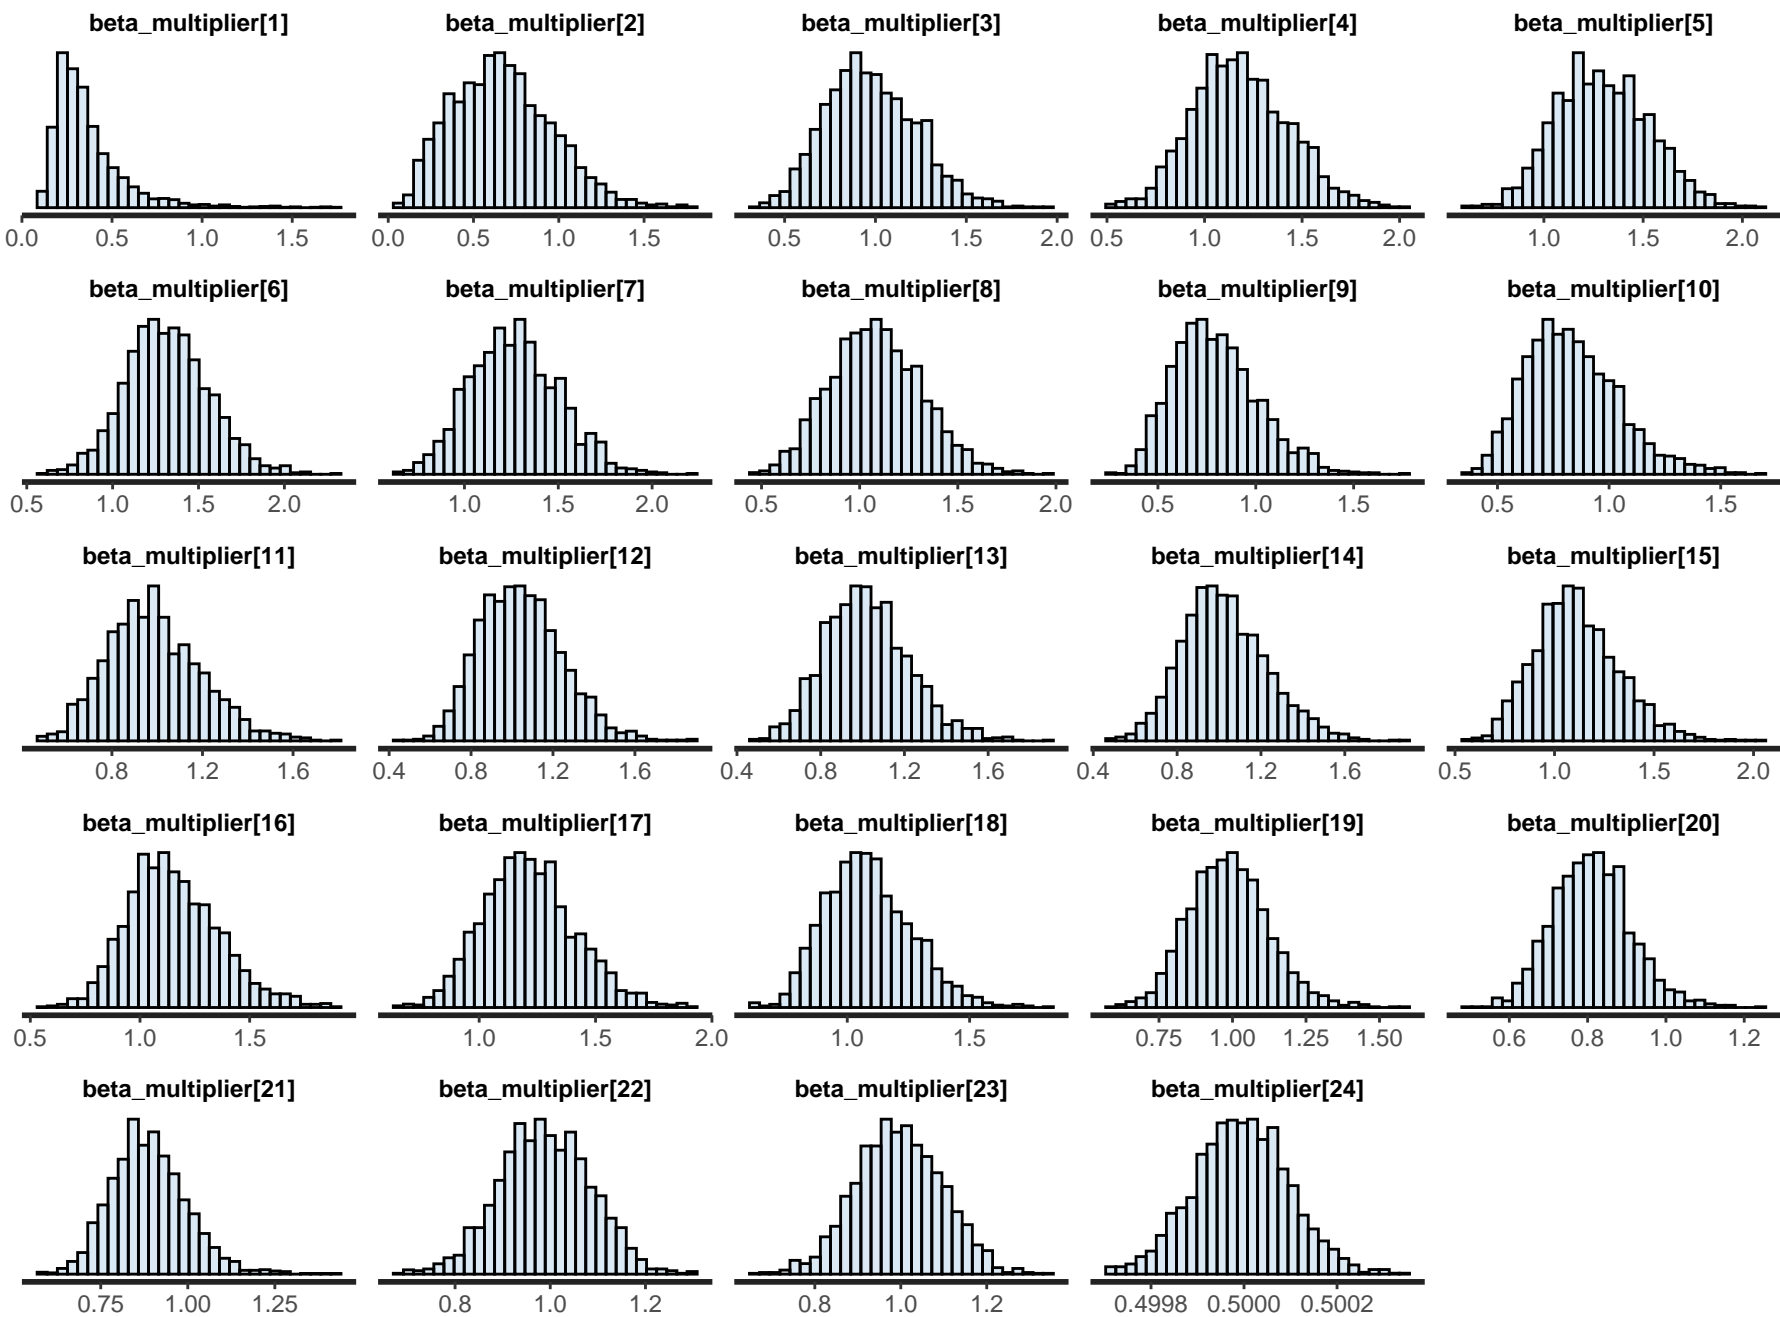 beta_multiplier[1] beta_multiplier[2] beta_multiplier[3] beta_multiplier[4] beta_multiplier[5]
0.0 0.5 1.0 1.5 0.0 0.5 1.0 1.5 0.5 1.0 1.5 2.0 0.5 1.0 1.5 2.0 1.0 1.5 2.0
beta_multiplier[6] beta_multiplier[7] beta_multiplier[8] beta_multiplier[9] beta_multiplier[10]
0.5 1.0 1.5 2.0 1.0 1.5 2.0 0.5 1.0 1.5 2.0 0.5 1.0 1.5 0.5 1.0 1.5
beta_multiplier[11] beta_multiplier[12] beta_multiplier[13] beta_multiplier[14] beta_multiplier[15]
0.8 1.2 1.6 0.4 0.8 1.2 1.6 0.4 0.8 1.2 1.6 0.4 0.8 1.2 1.6 0.5 1.0 1.5 2.0
beta_multiplier[16] beta_multiplier[17] beta_multiplier[18] beta_multiplier[19] beta_multiplier[20]
0.5 1.0 1.5 1.0 1.5 2.0 1.0 1.5 0.75 1.00 1.25 1.50 0.6 0.8 1.0 1.2
beta_multiplier[21] beta_multiplier[22] beta_multiplier[23] beta_multiplier[24]
0.75 1.00 1.25 0.8 1.0 1.2 0.8 1.0 1.2 0.4998 0.5000 0.5002